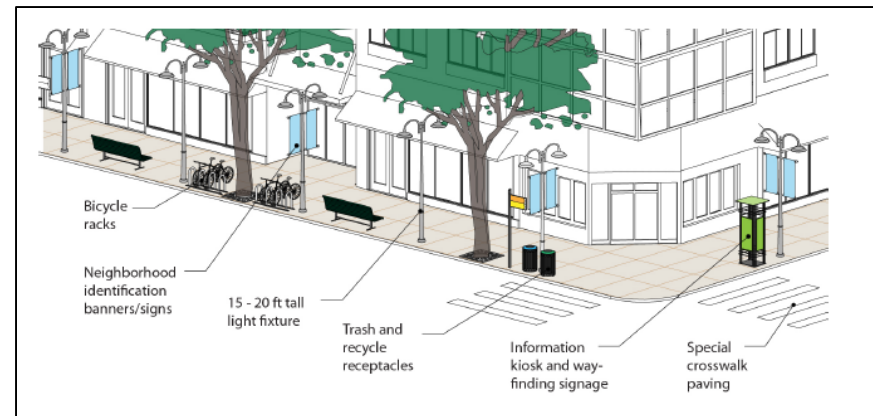 Bicycle
racks
Neighborhood
identification
banners/signs
15 - 20 ft tall
light fixture
Trash and
recycle
receptacles
Information
kiosk and way-
finding signage
Special
crosswalk
paving